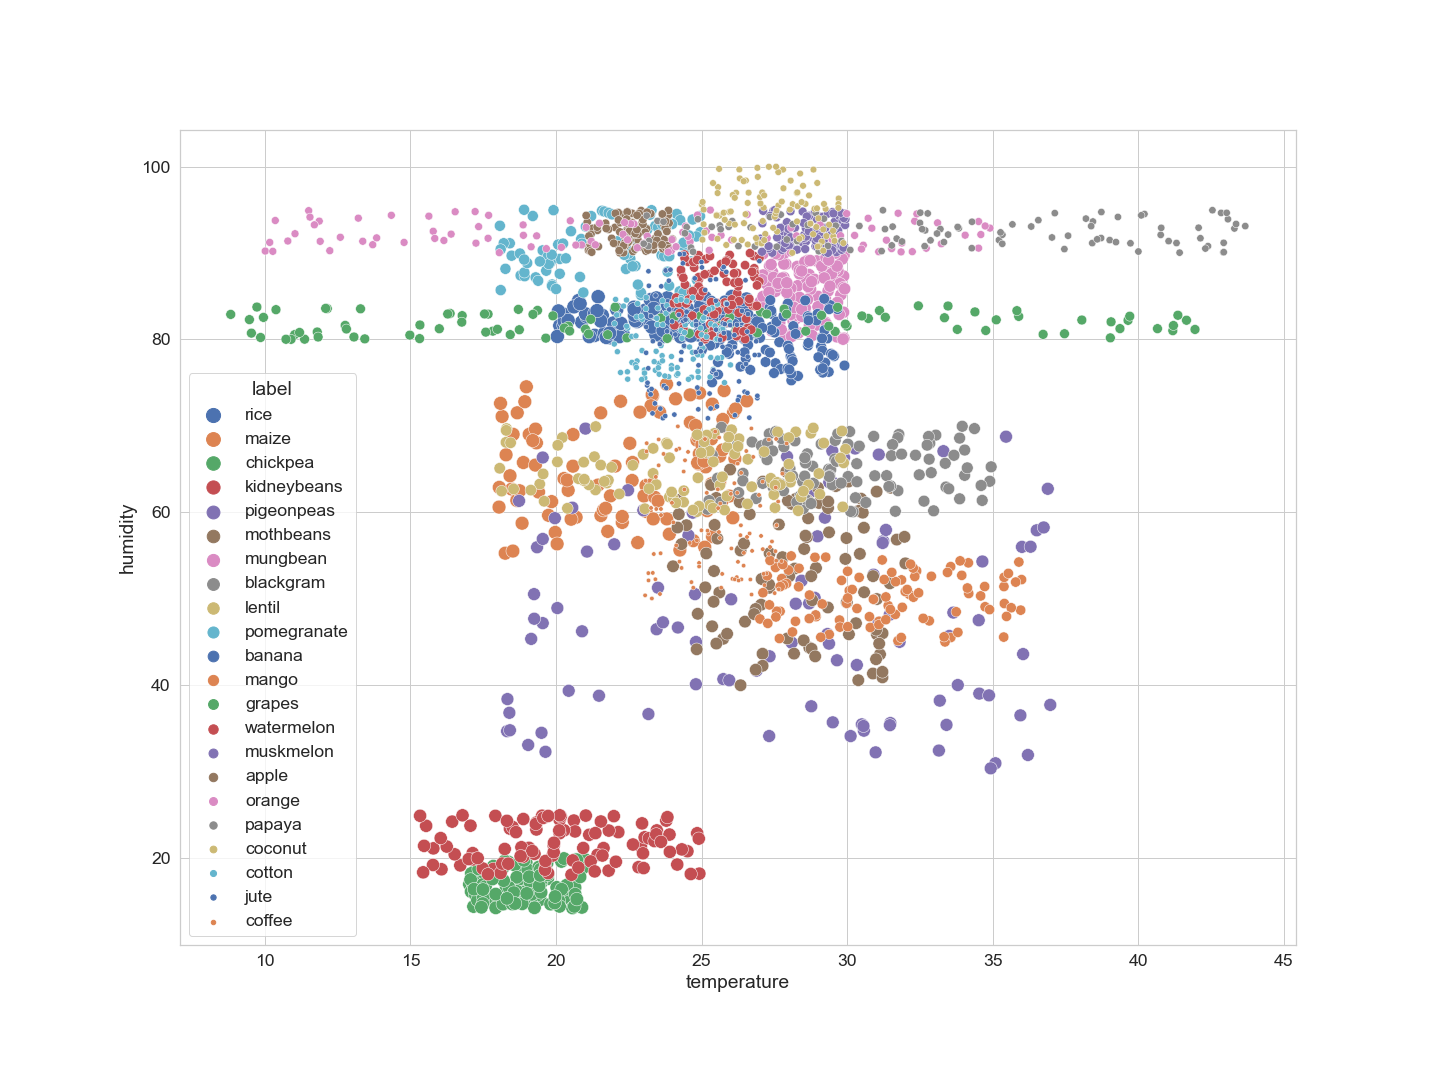 100
80
60
40
20
humidity
label
rice
maize
chickpea
kidneybeans
pigeonpeas
mothbeans
mungbean
blackgram
lentil
pomegranate
banana
mango
grapes
watermelon
muskmelon
apple
orange
papaya
coconut
cotton
jute
coffee
10 15 20 25 30 35 40 45
temperature